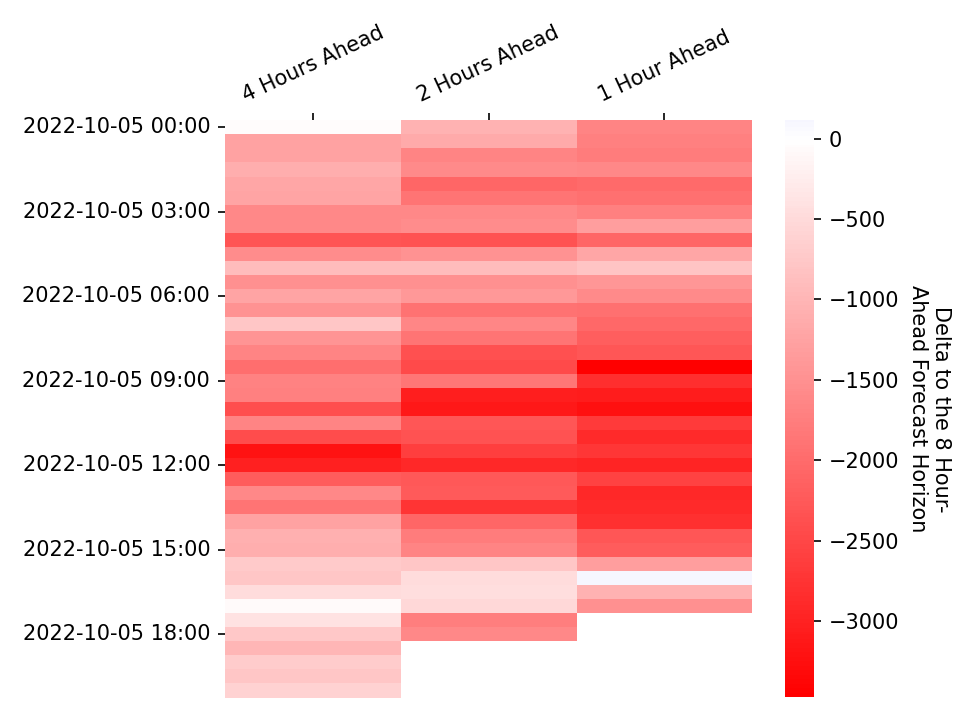 4 Hours Ahead
2 Hours Ahead
1 Hour Ahead
2022-10-05 00:00
2022-10-05 03:00
2022-10-05 06:00
2022-10-05 09:00
2022-10-05 12:00
2022-10-05 15:00
2022-10-05 18:00
0
−500
−1000
−1500
−2000
−2500
−3000
Delta to the 8 Hour-
Ahead Forecast Horizon